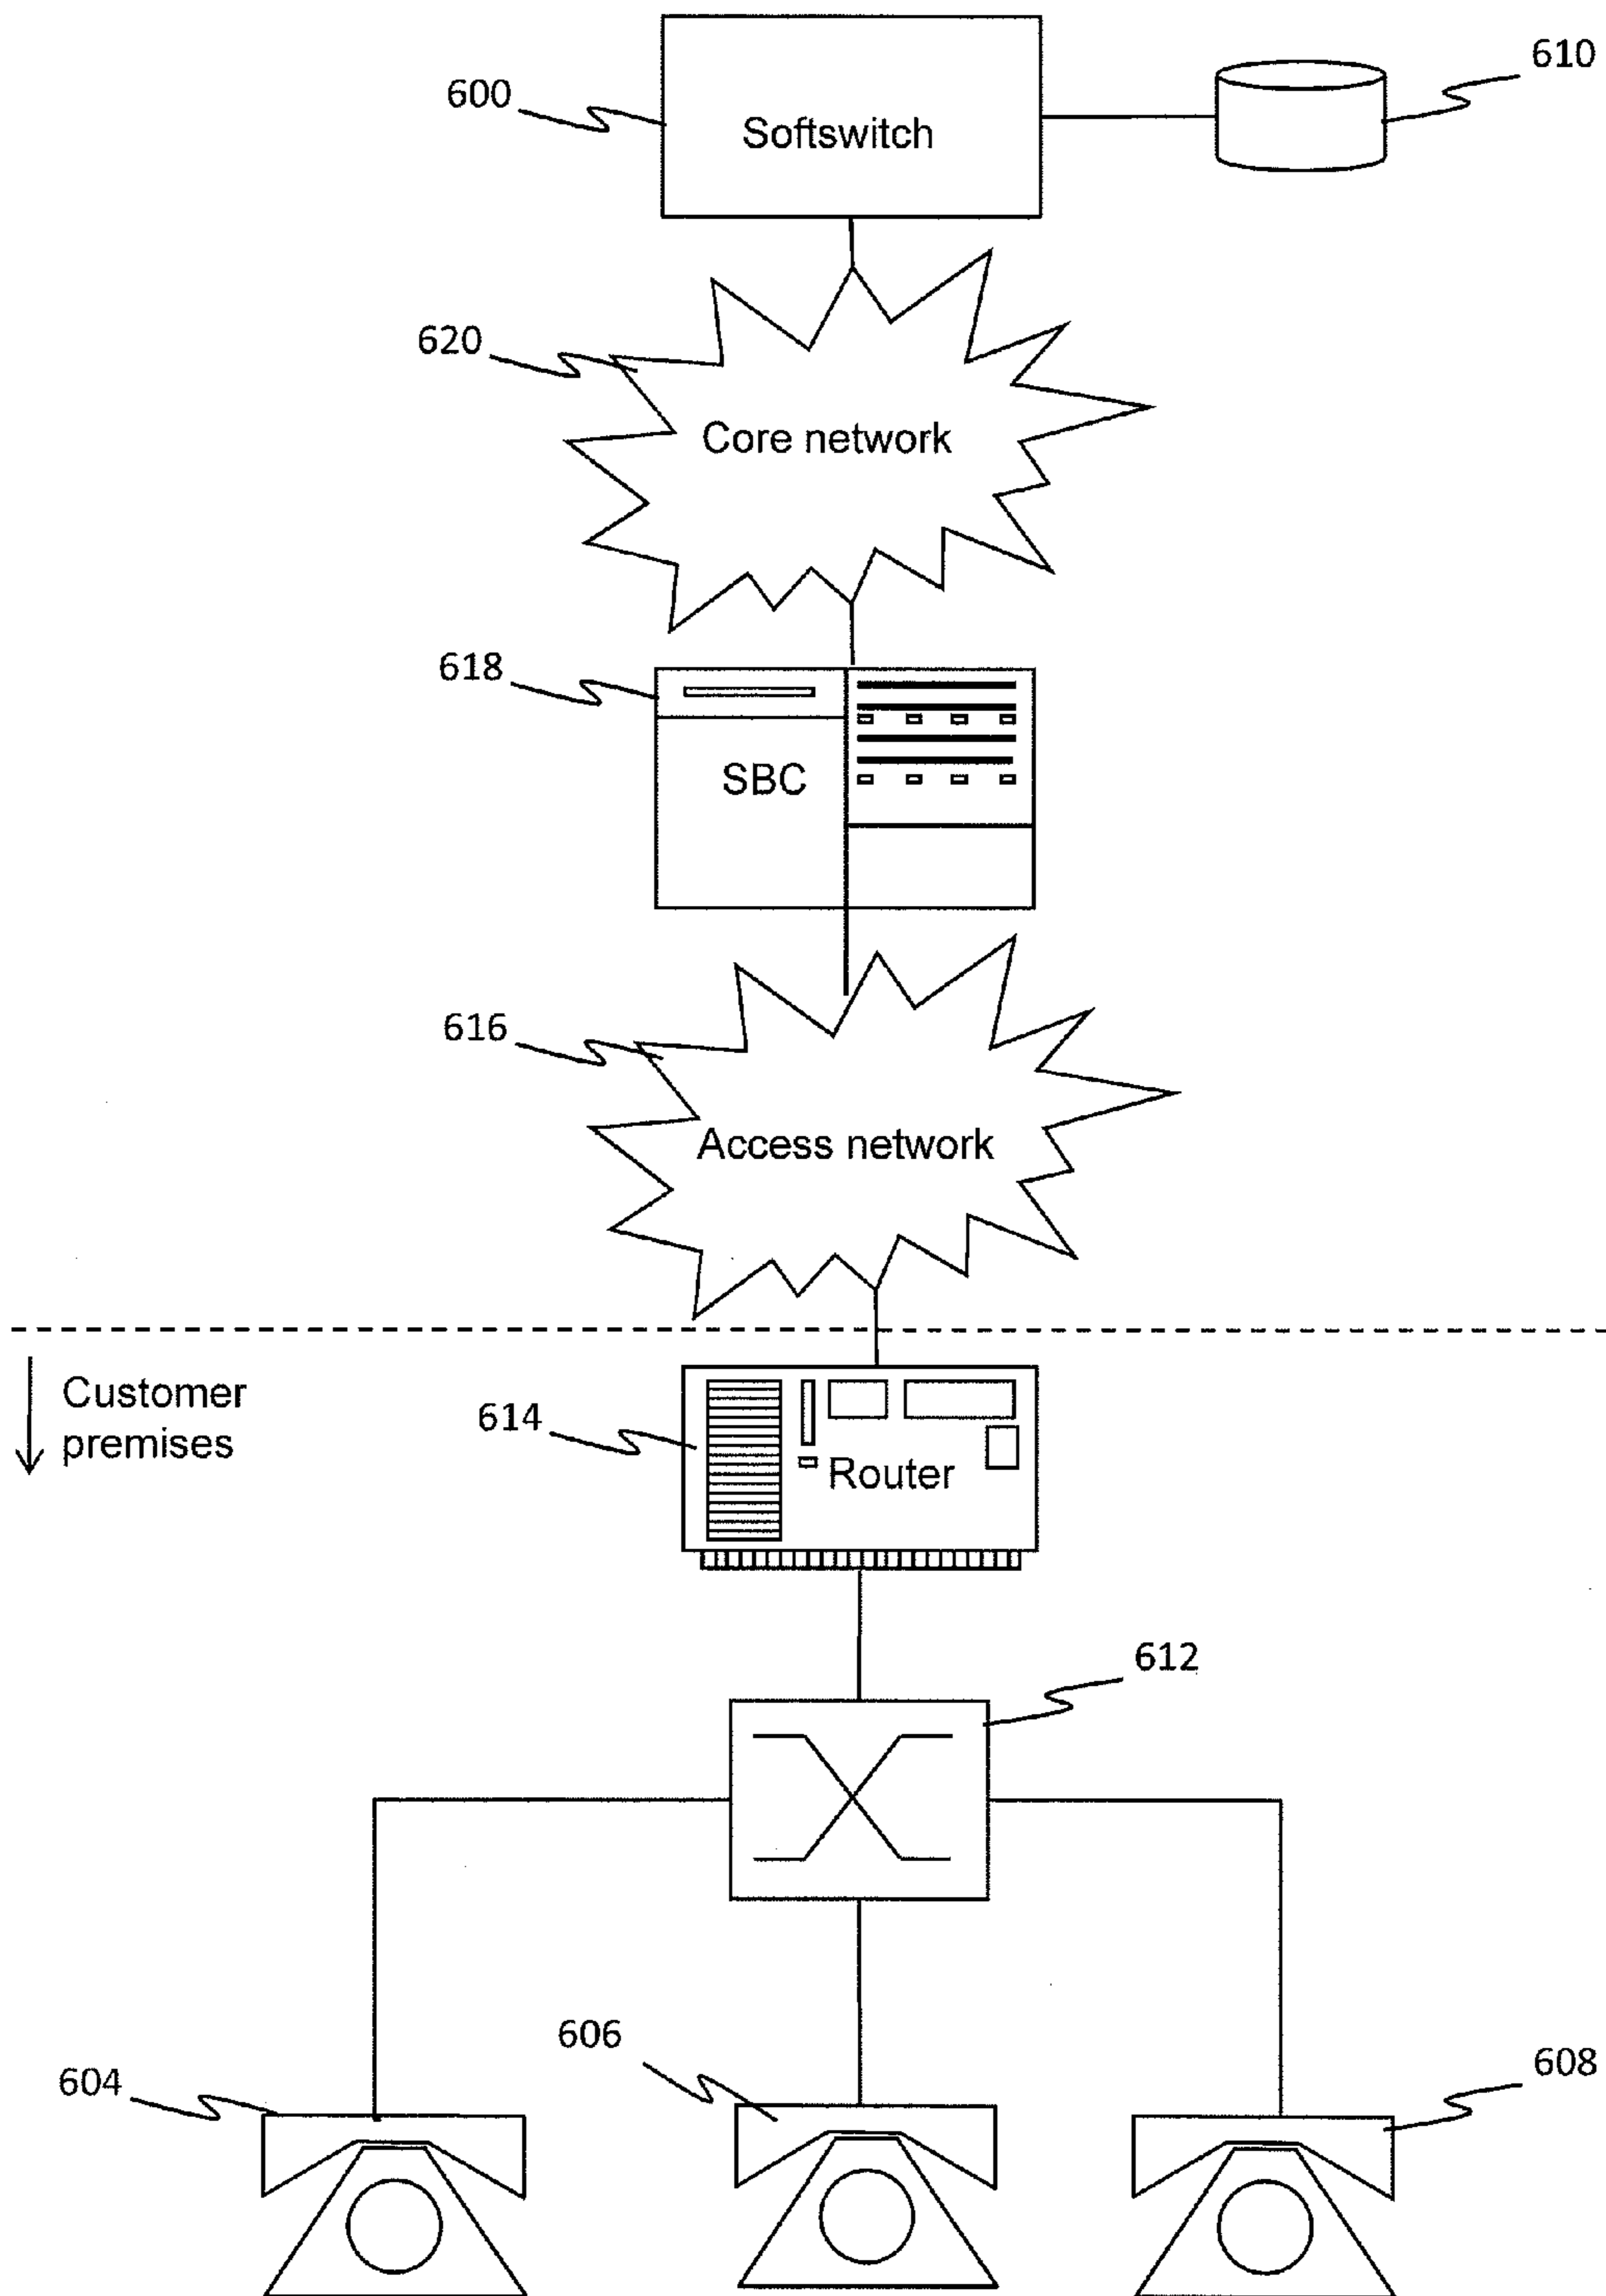 610
600
Softswitch
620
Core network
618
SBC
616
Access network
Customer
premises
614
Router
612
606
604
608